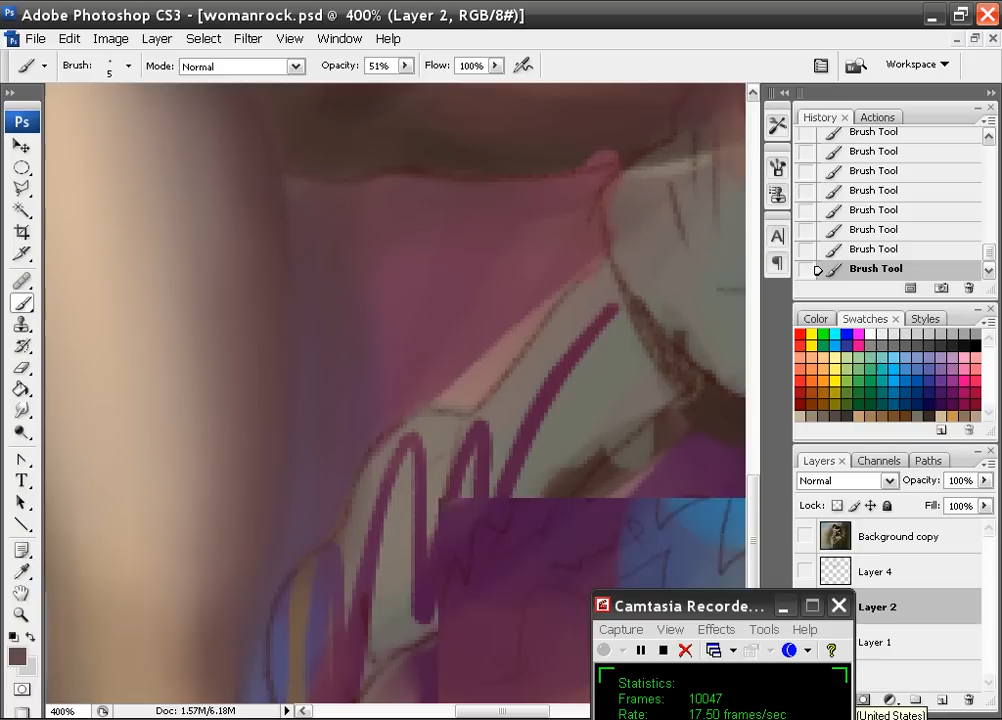 Adobe Photoshop CS3 - [womanrock.psd @ 400% (Layer 2, RGB/8#)]
File Edit Image Layer Select Filter View Window Help
Brush: 5 Mode: Normal Opacity: 51% Flow: 100% Workspace
Ps
History Actions
Brush Tool
Brush Tool
Brush Tool
Brush Tool
Brush Tool
Brush Tool
Brush Tool
Brush Tool
Color Swatches Styles
Layers Channels Paths
Normal Opacity: 100%
Lock: Fill: 100%
Background copy
Layer 4
Layer 2
Layer 1
Camtasia Recorde...
Capture View Effects Tools Help
Statistics:
Frames: 10047
Rate: 17.50 frames/sec
400% Doc: 1.57M/6.18M
(United States)